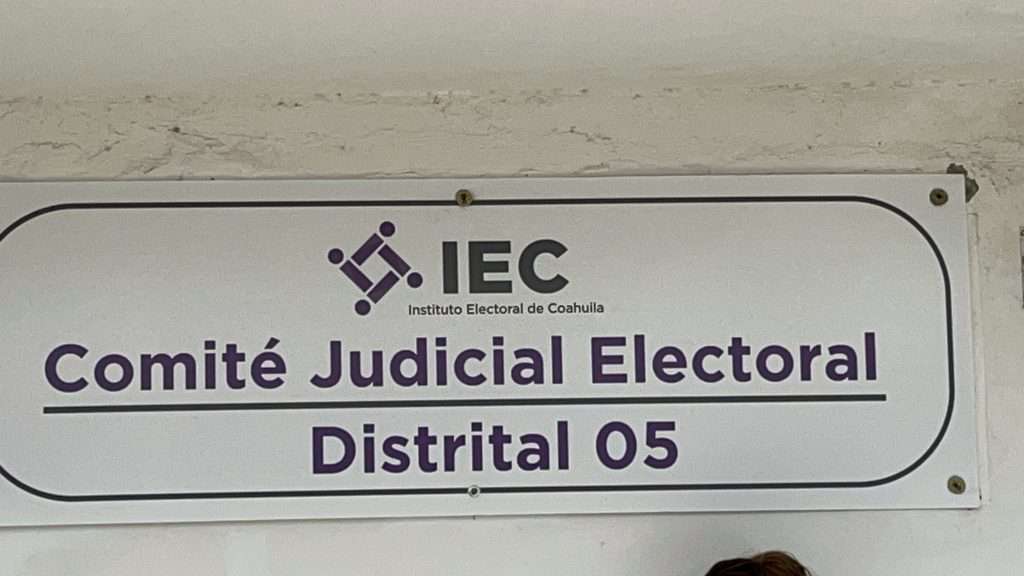 IEC
Instituto Electoral de Coahuila
Comité Judicial Electoral
Distrital 05